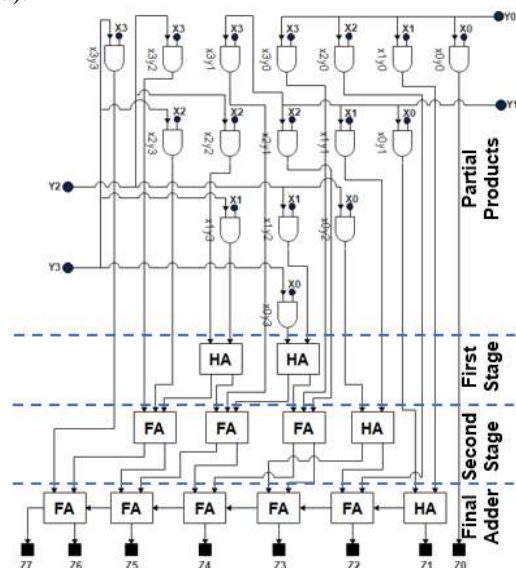 X3 X3 X3 X3 X2 X1 X0 Y0
x3y3 x3y2 x3y1 x3y0 x2y0 x1y0 x0y0
Y1
X2 X2 X2 X1 X0
x2y3 x2y2 x2y1 x1y1 x0y1
Y2
X1 X1 X0
x1y3 x1y2 x0y2
Y3
X0
x0y3
Partial
Products
HA HA
First
Stage
FA FA FA HA
Second
Stage
FA FA FA FA FA HA
Final
Adder
Z7 Z6 Z5 Z4 Z3 Z2 Z1 Z0